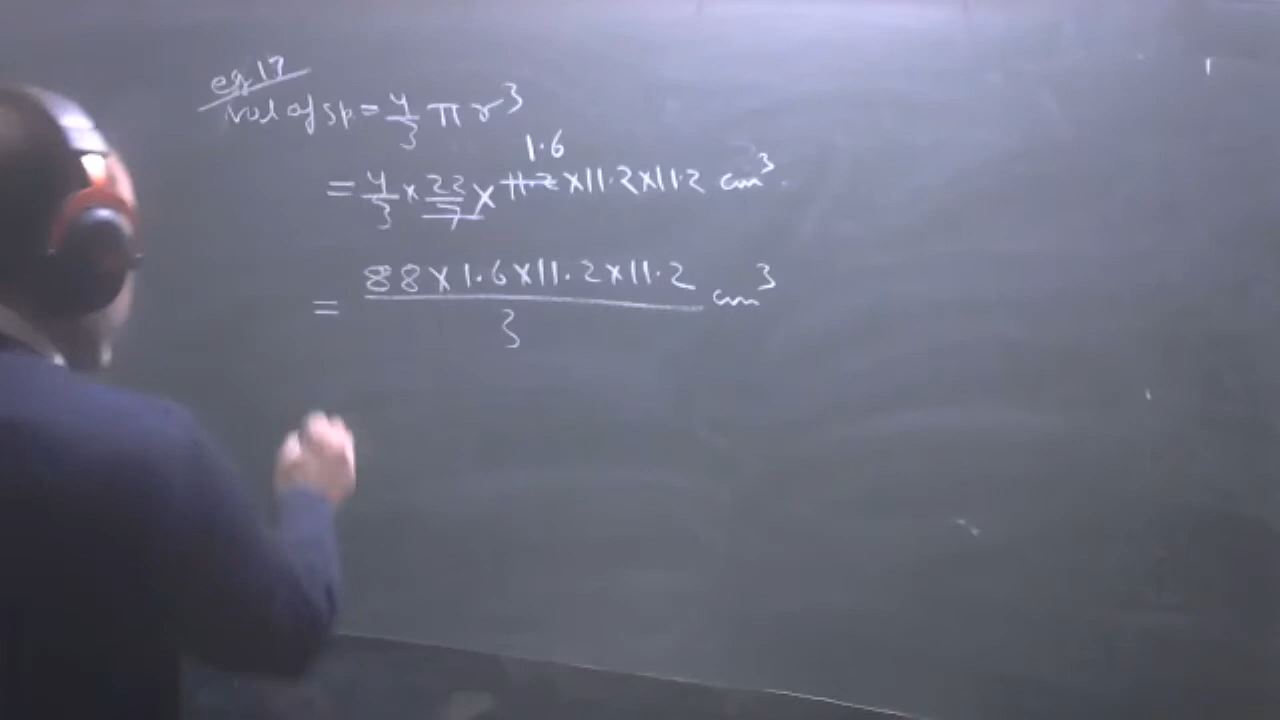 eg 17
Vol of sp = 4/3 π r³
1.6
= 4/3 × 22/7 × 11.2 × 11.2 × 11.2 cm³.
= 88 × 1.6 × 11.2 × 11.2 / 3 cm³